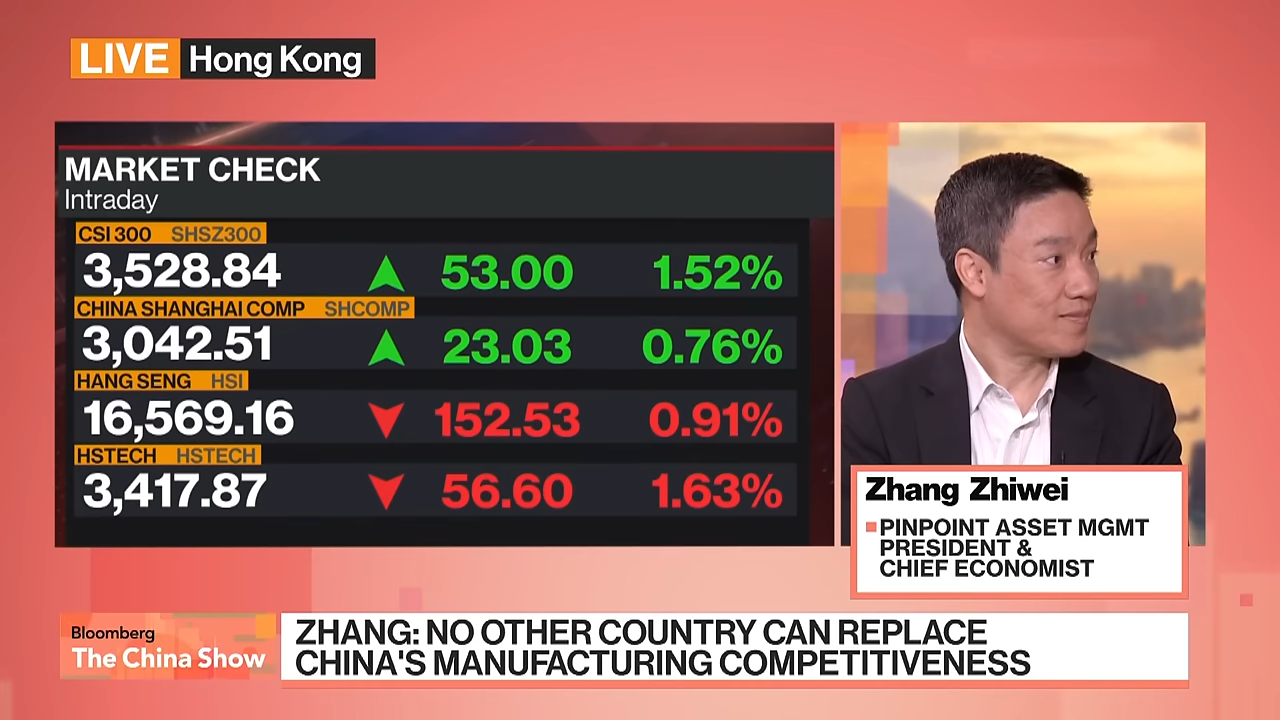 LIVE Hong Kong
MARKET CHECK
Intraday
CSI 300 SHSZ300
3,528.84 53.00 1.52%
CHINA SHANGHAI COMP SHCOMP
3,042.51 23.03 0.76%
HANG SENG HSI
16,569.16 152.53 0.91%
HSTECH HSTECH
3,417.87 56.60 1.63%
Zhang Zhiwei
PINPOINT ASSET MGMT
PRESIDENT &
CHIEF ECONOMIST
Bloomberg
The China Show
ZHANG: NO OTHER COUNTRY CAN REPLACE
CHINA'S MANUFACTURING COMPETITIVENESS